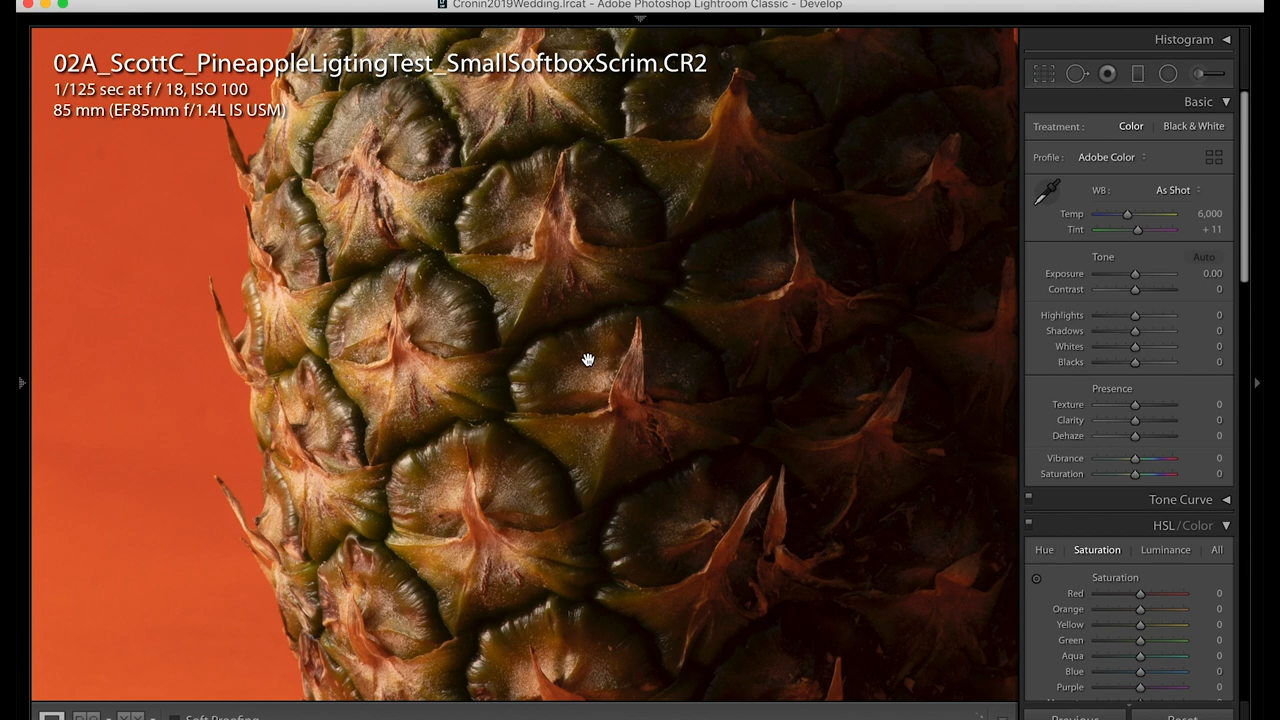 Cronin2019Wedding.lrcat - Adobe Photoshop Lightroom Classic - Develop
02A_ScottC_PineappleLigtingTest_SmallSoftboxScrim.CR2
1/125 sec at f / 18, ISO 100
85 mm (EF85mm f/1.4L IS USM)
Histogram
Basic
Treatment : Color Black & White
Profile : Adobe Color
WB : As Shot
Temp 6,000
Tint + 11
Tone Auto
Exposure 0.00
Contrast 0
Highlights 0
Shadows 0
Whites 0
Blacks 0
Presence
Texture 0
Clarity 0
Dehaze 0
Vibrance 0
Saturation 0
Tone Curve
HSL / Color
Hue Saturation Luminance All
Saturation
Red 0
Orange 0
Yellow 0
Green 0
Aqua 0
Blue 0
Purple 0
Soft Proofing
Previous Reset